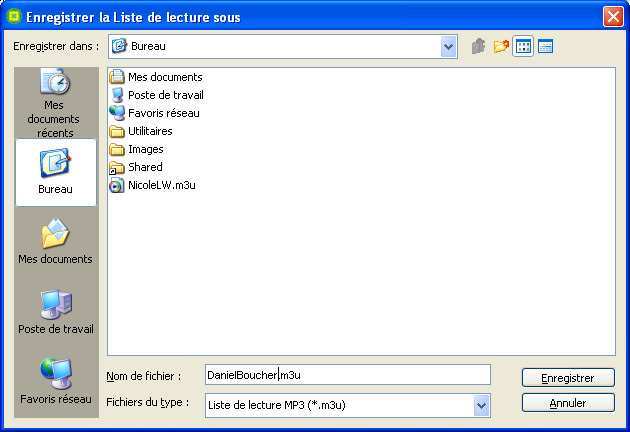 Enregistrer la Liste de lecture sous
Enregistrer dans :
Bureau
Mes documents récents
Bureau
Mes documents
Poste de travail
Favoris réseau
Mes documents
Poste de travail
Favoris réseau
Utilitaires
Images
Shared
NicoleLW.m3u
Nom de fichier :
DanielBoucher.m3u
Enregistrer
Fichiers du type :
Liste de lecture MP3 (*.m3u)
Annuler